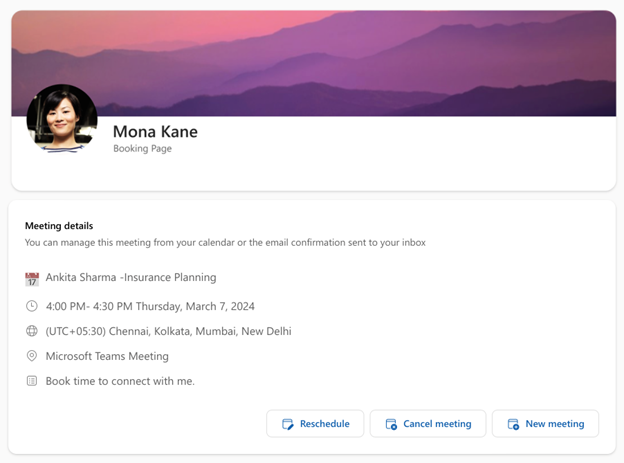 Mona Kane
Booking Page
Meeting details
You can manage this meeting from your calendar or the email confirmation sent to your inbox
17
Ankita Sharma -Insurance Planning
4:00 PM- 4:30 PM Thursday, March 7, 2024
(UTC+05:30) Chennai, Kolkata, Mumbai, New Delhi
Microsoft Teams Meeting
Book time to connect with me.
Reschedule
Cancel meeting
New meeting